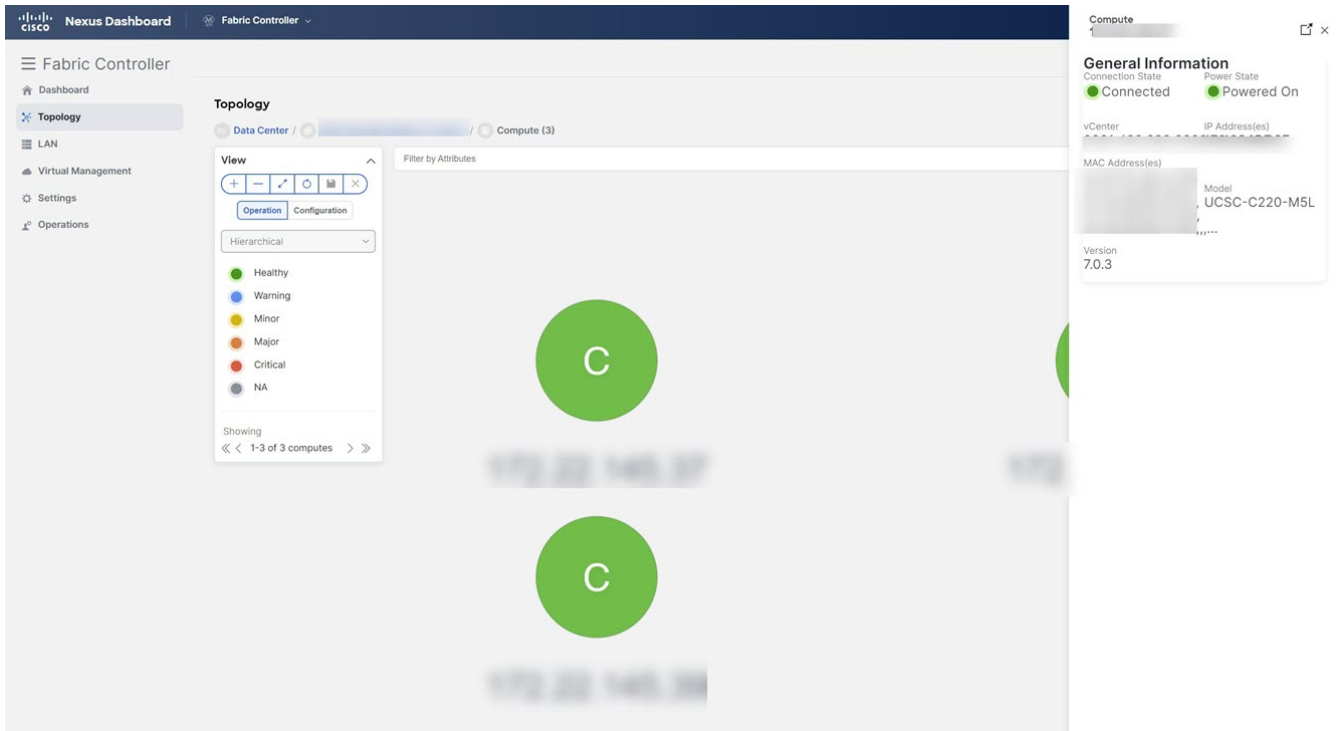 CISCO Nexus Dashboard Fabric Controller
Fabric Controller
Dashboard
Topology
LAN
Virtual Management
Settings
Operations
Topology
Data Center / / Compute (3)
View
Operation Configuration
Hierarchical
Healthy
Warning
Minor
Major
Critical
NA
Showing
1-3 of 3 computes
Filter by Attributes
C
C
Compute
General Information
Connection State Power State
Connected Powered On
vCenter IP Address(es)
MAC Address(es)
Model
, UCSC-C220-M5L
,
,,,...
Version
7.0.3